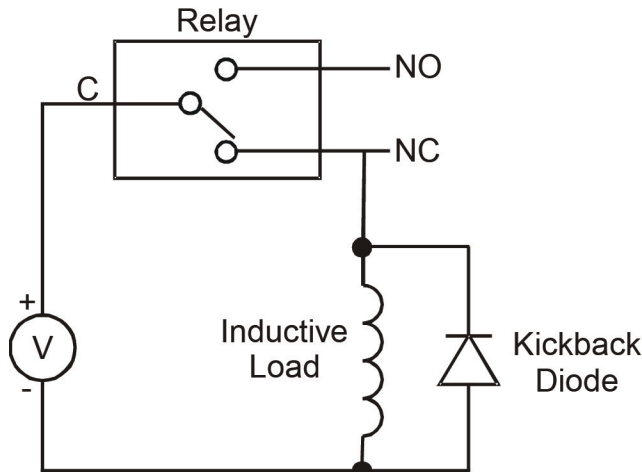 Relay
NO
C
NC
+
V
-
Inductive
Load
Kickback
Diode